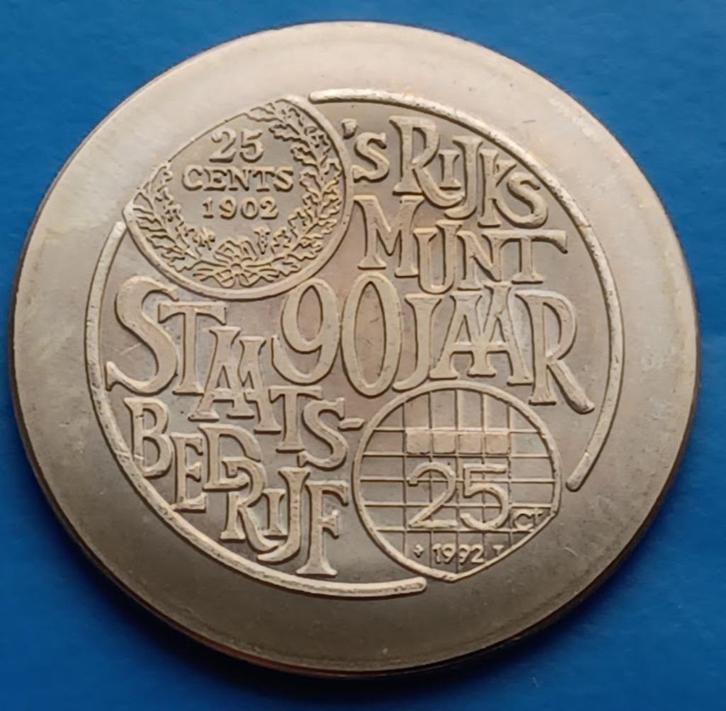 25
CENTS
1902
'S RIJKS
MUNT
90 JAAR
STAATS-
BEDRIJF
25 CT
1992